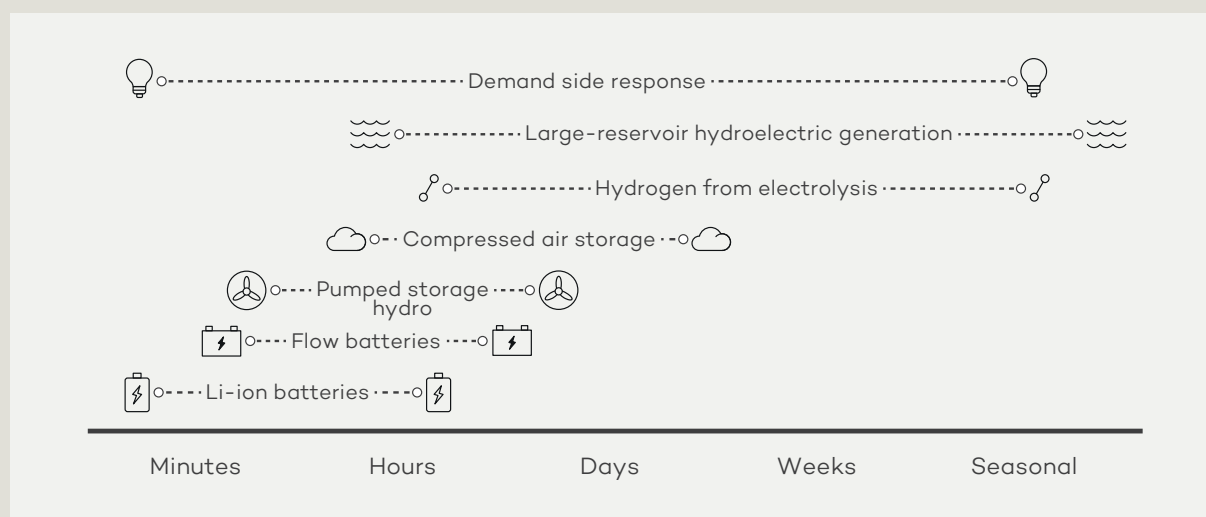 Demand side response
Large-reservoir hydroelectric generation
Hydrogen from electrolysis
Compressed air storage
Pumped storage
hydro
Flow batteries
Li-ion batteries
Minutes Hours Days Weeks Seasonal